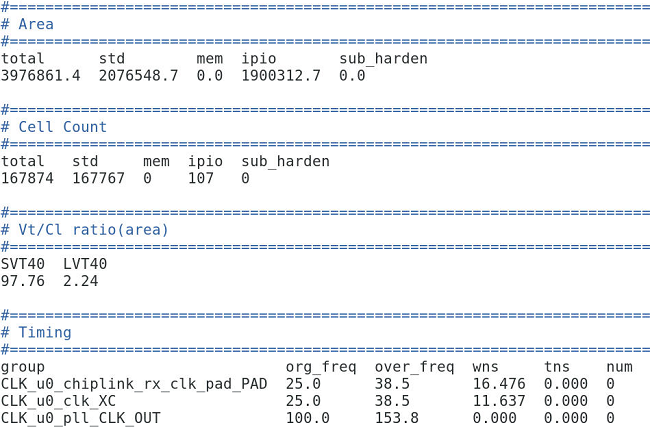 #========================================================================
# Area
#========================================================================
total std mem ipio sub_harden
3976861.4 2076548.7 0.0 1900312.7 0.0
#========================================================================
# Cell Count
#========================================================================
total std mem ipio sub_harden
167874 167767 0 107 0
#========================================================================
# Vt/Cl ratio(area)
#========================================================================
SVT40 LVT40
97.76 2.24
#========================================================================
# Timing
#========================================================================
group org_freq over_freq wns tns num
CLK_u0_chiplink_rx_clk_pad_PAD 25.0 38.5 16.476 0.000 0
CLK_u0_clk_XC 25.0 38.5 11.637 0.000 0
CLK_u0_pll_CLK_OUT 100.0 153.8 0.000 0.000 0